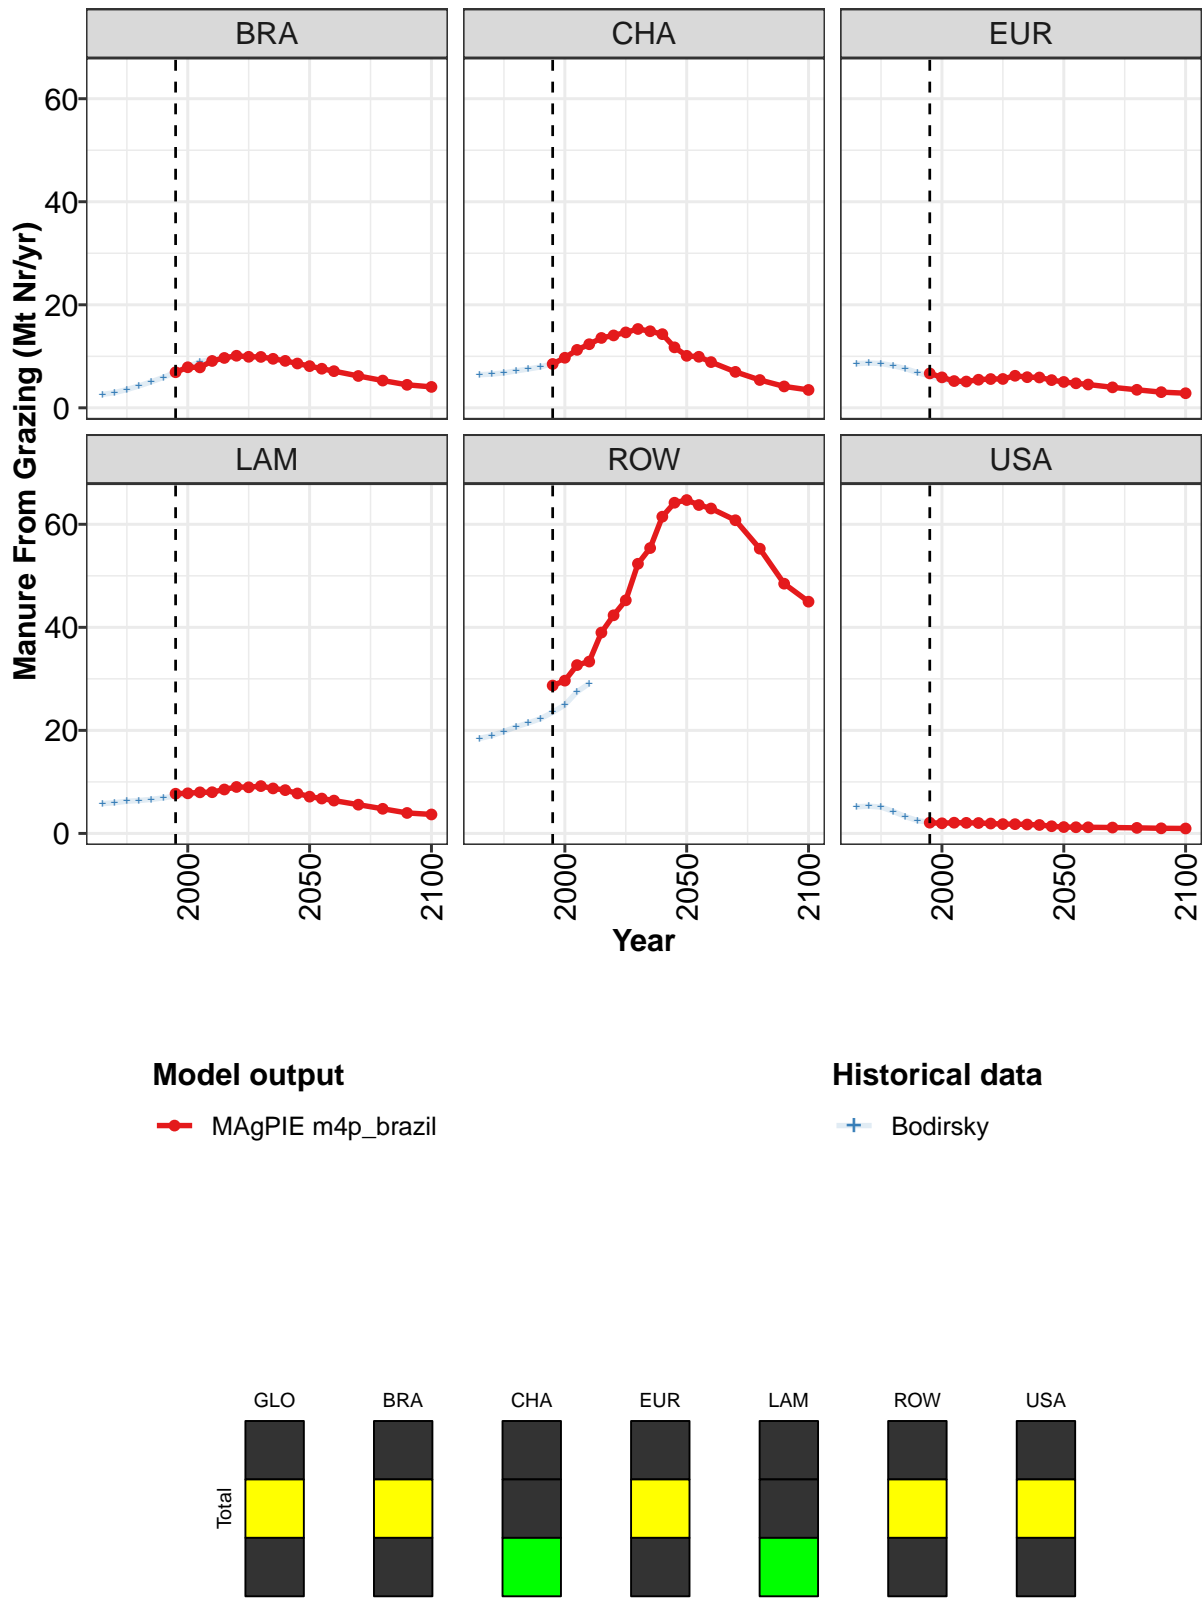 BRA
CHA
EUR
60
40
20
0
LAM
ROW
USA
60
40
20
0
Manure From Grazing (Mt Nr/yr)
2000
2050
2100
2000
2050
2100
2000
2050
2100
Year
Model output
Historical data
MAgPIE m4p_brazil
Bodirsky
GLO
BRA
CHA
EUR
LAM
ROW
USA
Total